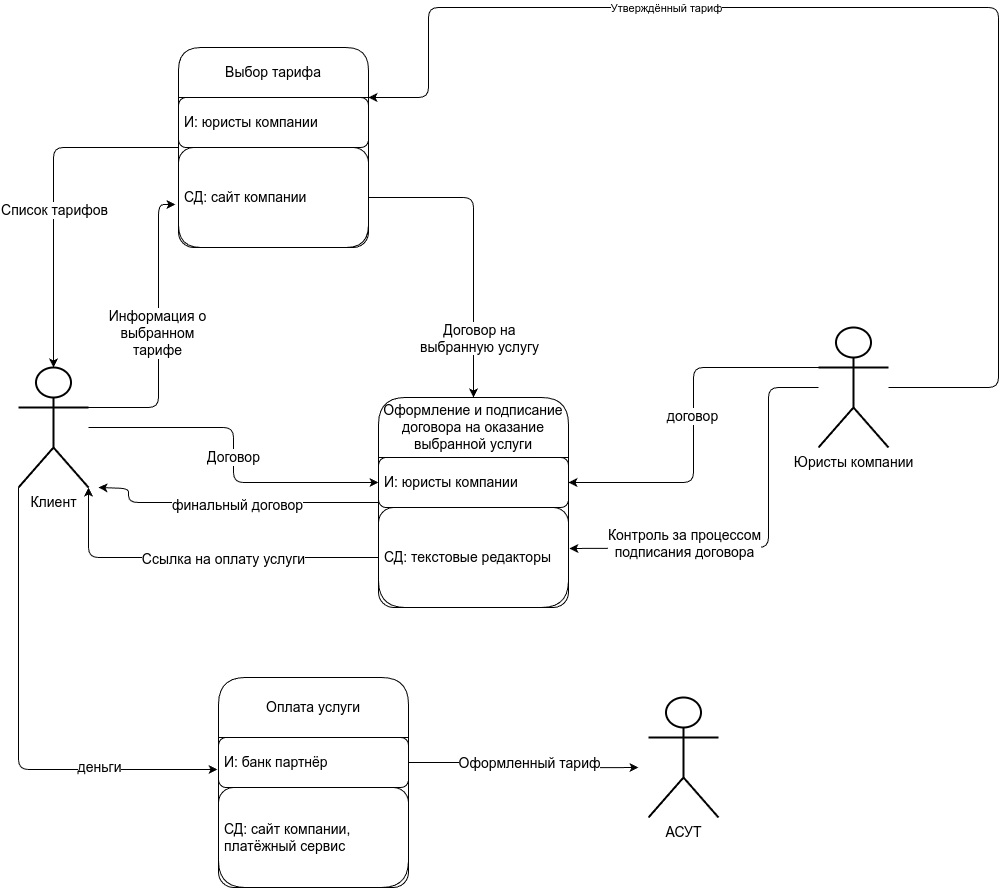 Утверждённый тариф
Выбор тарифа
И: юристы компании
СД: сайт компании
Список тарифов
Информация о
выбранном
тарифе
Договор на
выбранную услугу
Оформление и подписание
договора на оказание
выбранной услуги
И: юристы компании
СД: текстовые редакторы
договор
Юристы компании
Договор
Клиент
финальный договор
Контроль за процессом
подписания договора
Ссылка на оплату услуги
Оплата услуги
И: банк партнёр
СД: сайт компании,
платёжный сервис
деньги
Оформленный тариф
АСУТ